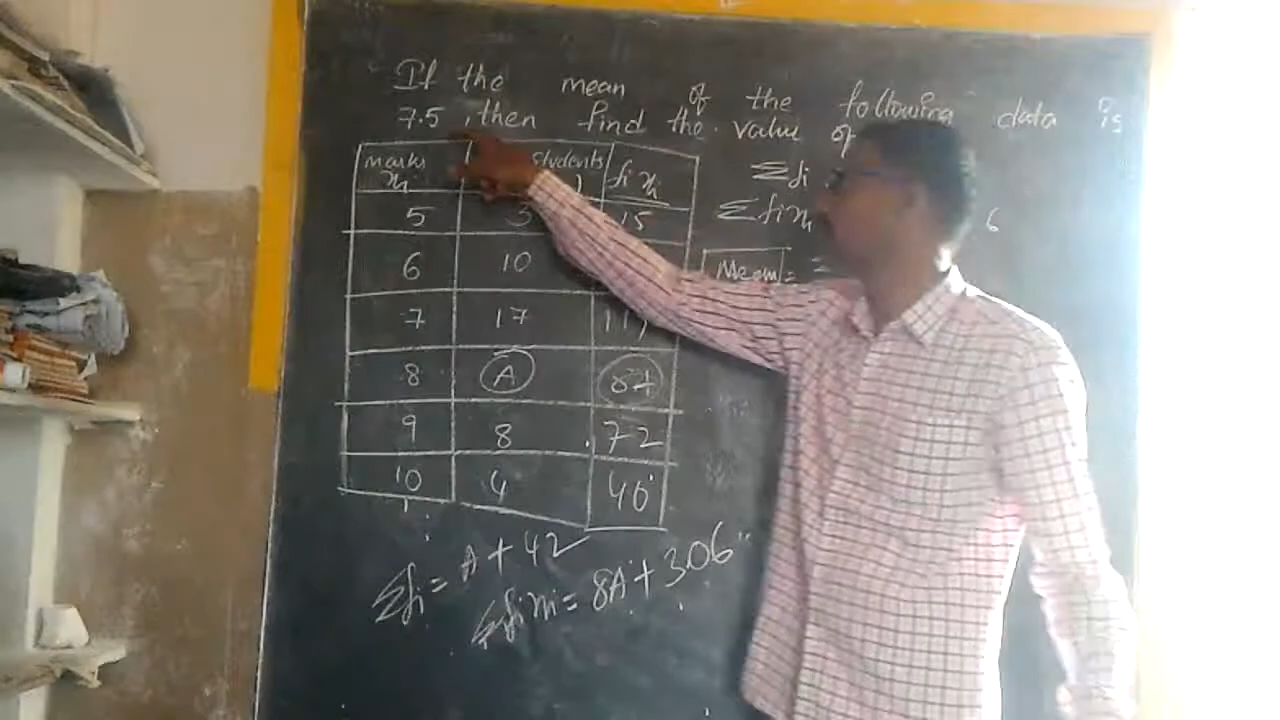 If the mean of the following data is
7.5, then find the value of
marks students fi xi
xi
Σfi
Σfixi 6
5 3 15
Mean =
6 10
7 17
8 A
9 8 72
10 4 40
Σfi = A + 42
Σfixi = 8A + 306